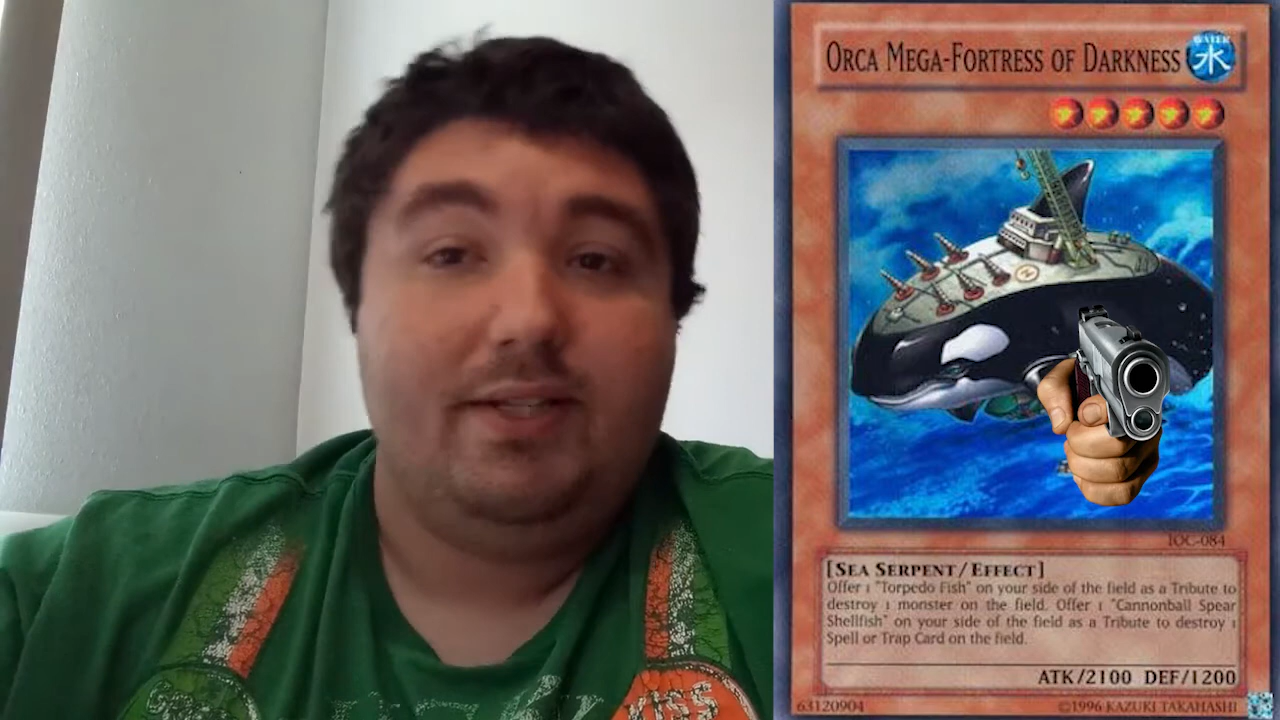 ORCA MEGA-FORTRESS OF DARKNESS
WATER
水
IOC-084
[SEA SERPENT/EFFECT]
Offer 1 "Torpedo Fish" on your side of the field as a Tribute to
destroy 1 monster on the field. Offer 1 "Cannonball Spear
Shellfish" on your side of the field as a Tribute to destroy 1
Spell or Trap Card on the field.
ATK/2100 DEF/1200
63120904
©1996 KAZUKI TAKAHASHI
KISS